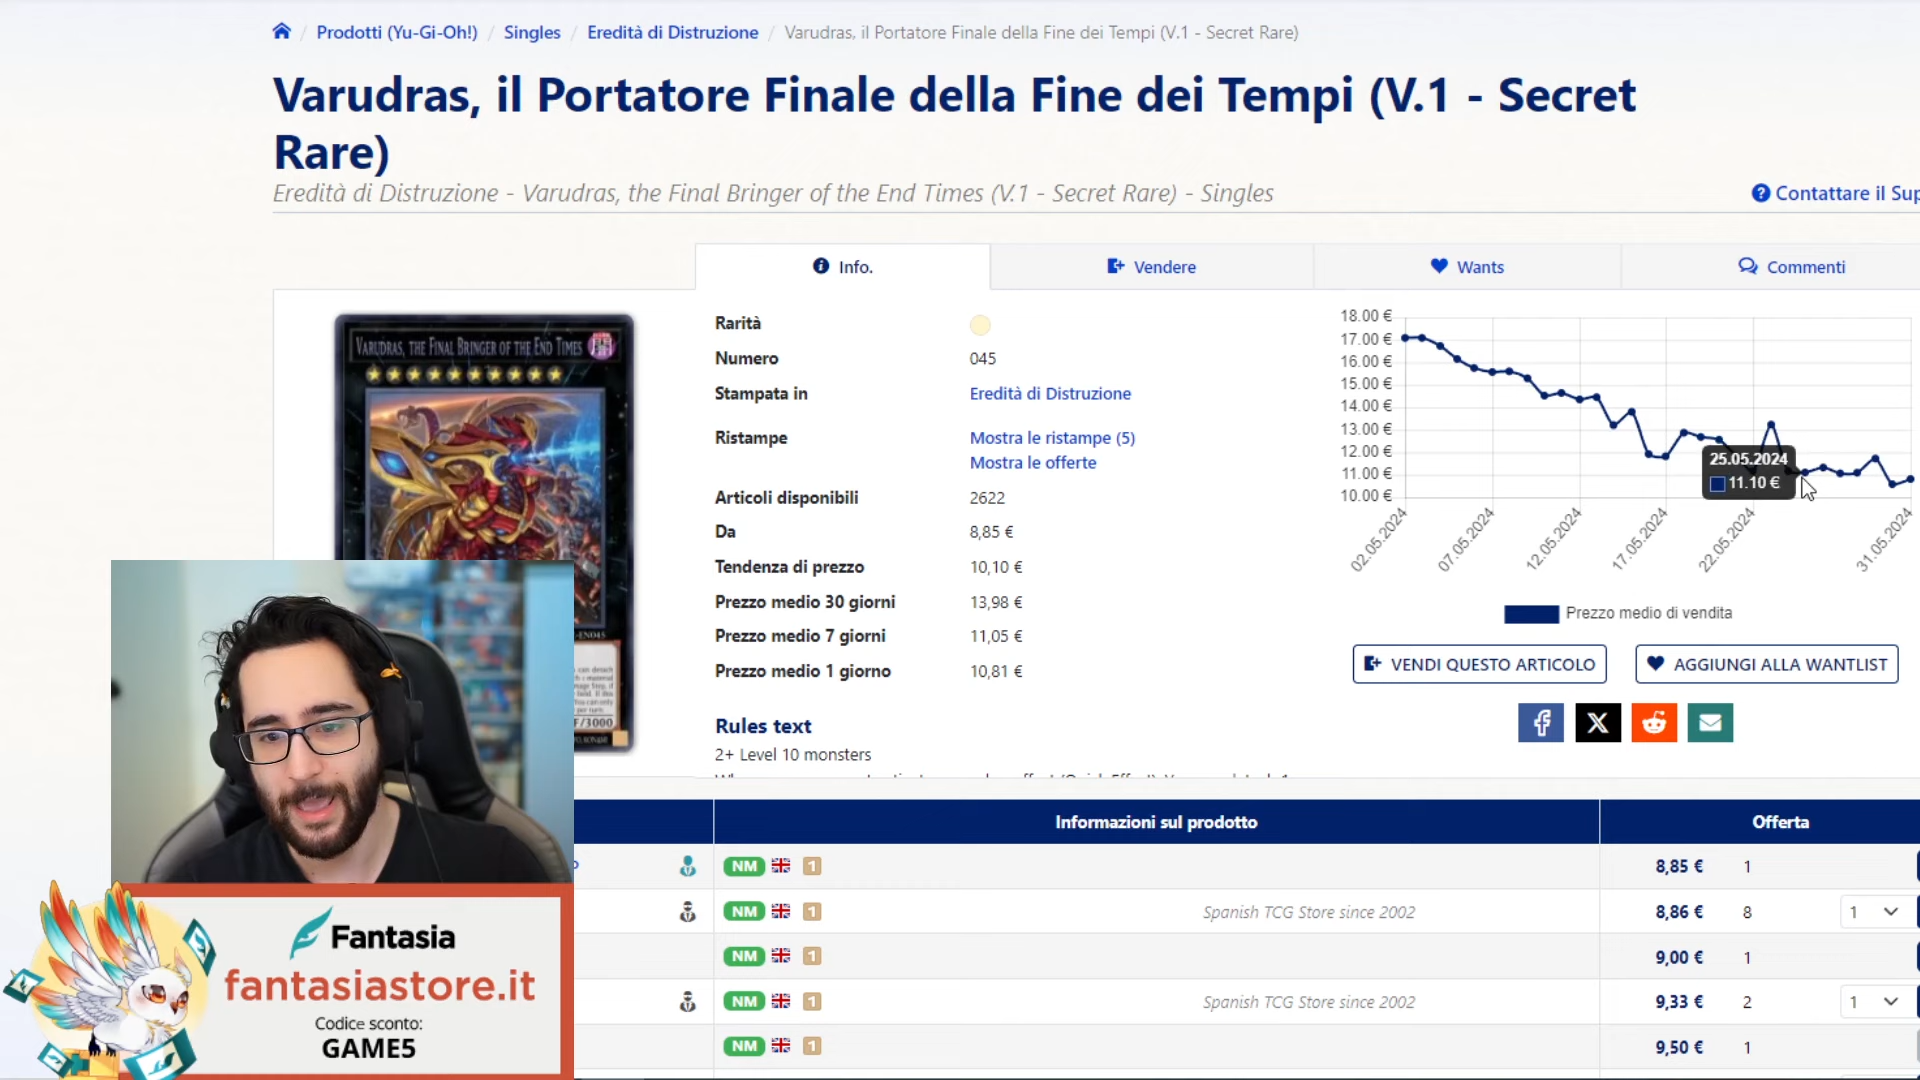 Prodotti (Yu-Gi-Oh!) / Singles / Eredità di Distruzione / Varudras, il Portatore Finale della Fine dei Tempi (V.1 - Secret Rare)
Varudras, il Portatore Finale della Fine dei Tempi (V.1 - Secret
Rare)
Eredità di Distruzione - Varudras, the Final Bringer of the End Times (V.1 - Secret Rare) - Singles
Contattare il Sup
Info.
Vendere
Wants
Commenti
VARUDRAS, THE FINAL BRINGER OF THE END TIMES
-EN045
F/3000
Rarità
Numero 045
Stampata in Eredità di Distruzione
Ristampe Mostra le ristampe (5)
Mostra le offerte
Articoli disponibili 2622
Da 8,85 €
Tendenza di prezzo 10,10 €
Prezzo medio 30 giorni 13,98 €
Prezzo medio 7 giorni 11,05 €
Prezzo medio 1 giorno 10,81 €
Rules text
2+ Level 10 monsters
18.00 €
17.00 €
16.00 €
15.00 €
14.00 €
13.00 €
12.00 €
11.00 €
10.00 €
25.05.2024
11.10 €
02.05.2024
07.05.2024
12.05.2024
17.05.2024
22.05.2024
31.05.2024
Prezzo medio di vendita
VENDI QUESTO ARTICOLO
AGGIUNGI ALLA WANTLIST
Informazioni sul prodotto
Offerta
NM 1 8,85 € 1
NM 1 Spanish TCG Store since 2002 8,86 € 8 1
NM 1 9,00 € 1
NM 1 Spanish TCG Store since 2002 9,33 € 2 1
NM 1 9,50 € 1
Fantasia
fantasiastore.it
Codice sconto:
GAME5